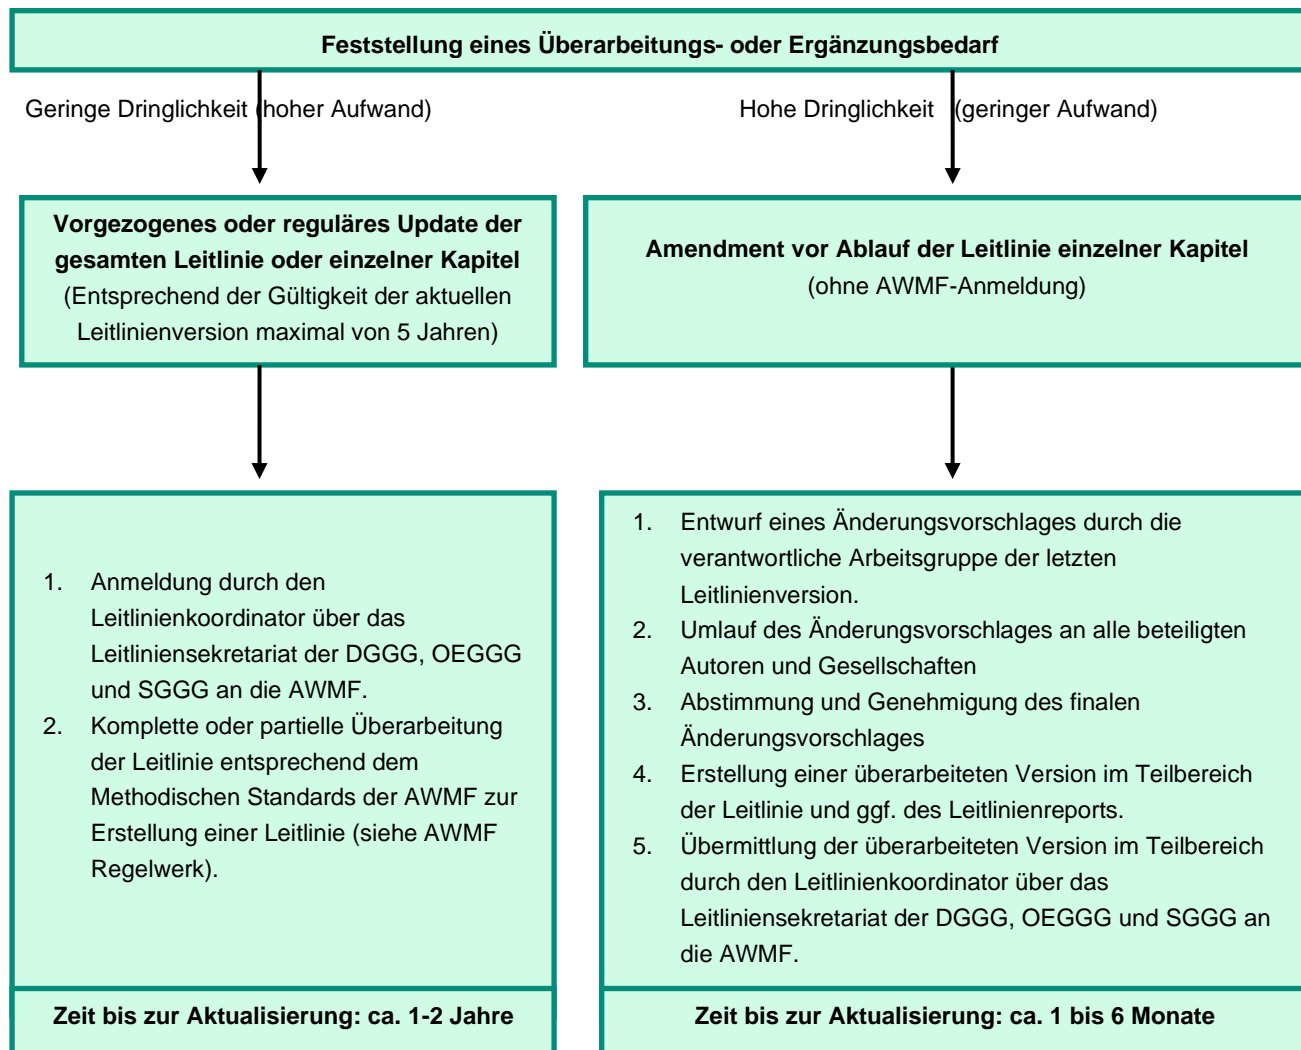 Feststellung eines Überarbeitungs- oder Ergänzungsbedarf
Geringe Dringlichkeit (hoher Aufwand)
Hohe Dringlichkeit (geringer Aufwand)
Vorgezogenes oder reguläres Update der
gesamten Leitlinie oder einzelner Kapitel
(Entsprechend der Gültigkeit der aktuellen
Leitlinienversion maximal von 5 Jahren)
Amendment vor Ablauf der Leitlinie einzelner Kapitel
(ohne AWMF-Anmeldung)
1. Anmeldung durch den
Leitlinienkoordinator über das
Leitliniensekretariat der DGGG, OEGGG
und SGGG an die AWMF.
2. Komplette oder partielle Überarbeitung
der Leitlinie entsprechend dem
Methodischen Standards der AWMF zur
Erstellung einer Leitlinie (siehe AWMF
Regelwerk).
Zeit bis zur Aktualisierung: ca. 1-2 Jahre
1. Entwurf eines Änderungsvorschlages durch die
verantwortliche Arbeitsgruppe der letzten
Leitlinienversion.
2. Umlauf des Änderungsvorschlages an alle beteiligten
Autoren und Gesellschaften
3. Abstimmung und Genehmigung des finalen
Änderungsvorschlages
4. Erstellung einer überarbeiteten Version im Teilbereich
der Leitlinie und ggf. des Leitlinienreports.
5. Übermittlung der überarbeiteten Version im Teilbereich
durch den Leitlinienkoordinator über das
Leitliniensekretariat der DGGG, OEGGG und SGGG an
die AWMF.
Zeit bis zur Aktualisierung: ca. 1 bis 6 Monate